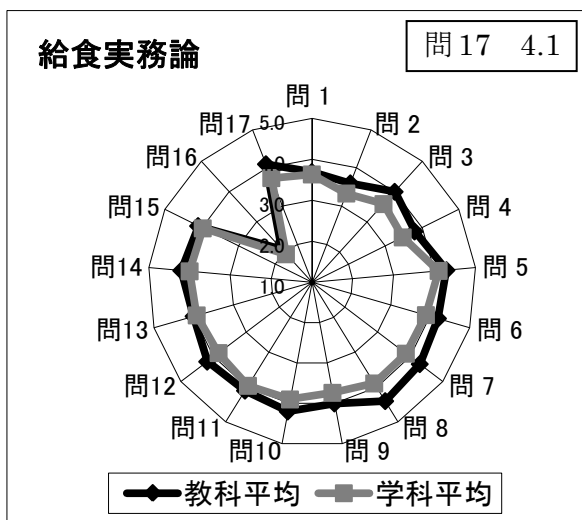 給食実務論
問17 4.1
問 1
問 2
問 3
問 4
問 5
問 6
問 7
問 8
問 9
問10
問11
問12
問13
問14
問15
問16
問17
5.0
4.0
3.0
2.0
1.0
教科平均
学科平均